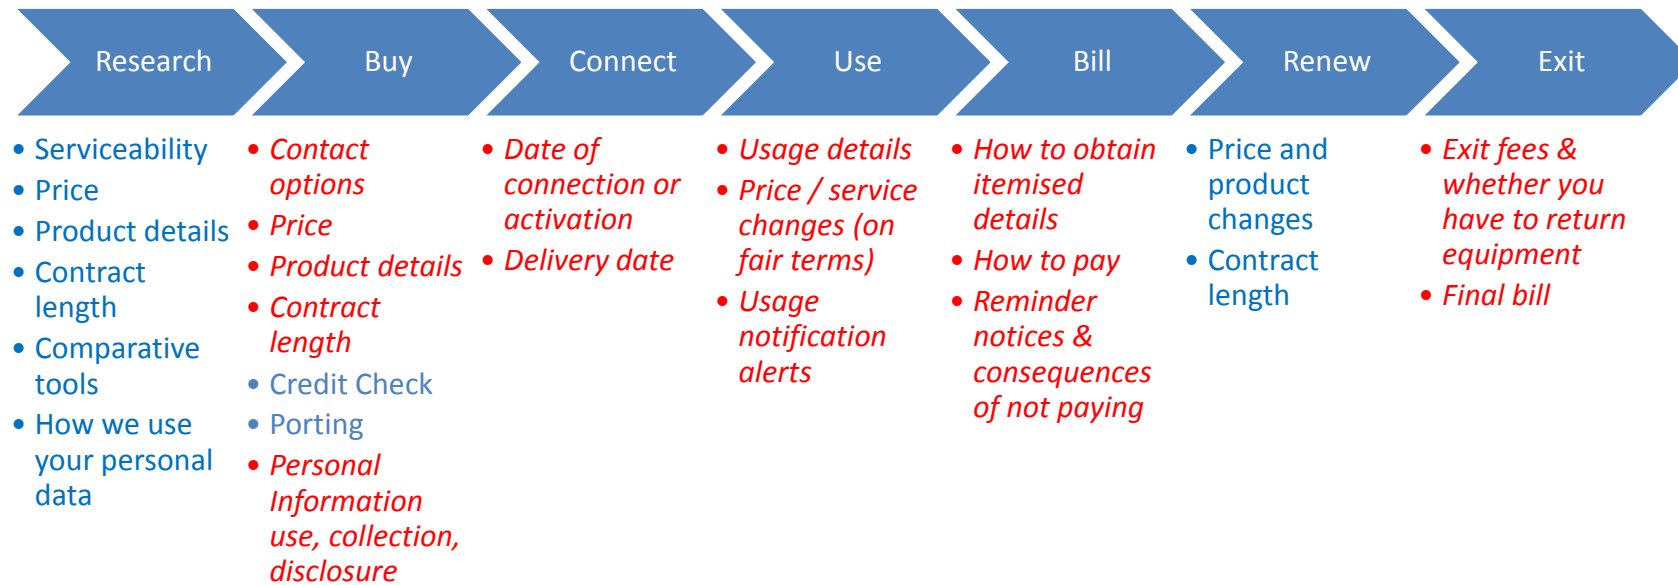 Research
Buy
Connect
Use
Bill
Renew
Exit
• Serviceability
• Price
• Product details
• Contract
length
• Comparative
tools
• How we use
your personal
data
• Contact
options
• Price
• Product details
• Contract
length
• Credit Check
• Porting
• Personal
Information
use, collection,
disclosure
• Date of
connection or
activation
• Delivery date
• Usage details
• Price / service
changes (on
fair terms)
• Usage
notification
alerts
• How to obtain
itemised
details
• How to pay
• Reminder
notices &
consequences
of not paying
• Price and
product
changes
• Contract
length
• Exit fees &
whether you
have to return
equipment
• Final bill